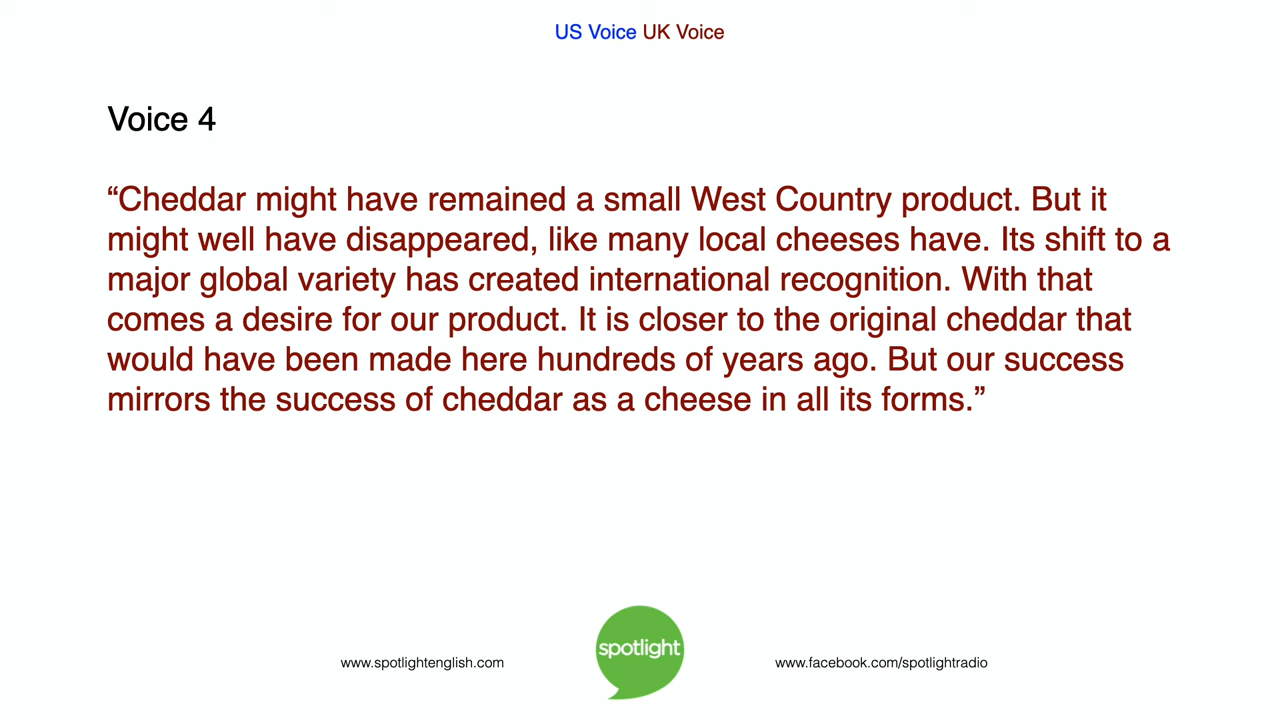 US Voice UK Voice
Voice 4
“Cheddar might have remained a small West Country product. But it
might well have disappeared, like many local cheeses have. Its shift to a
major global variety has created international recognition. With that
comes a desire for our product. It is closer to the original cheddar that
would have been made here hundreds of years ago. But our success
mirrors the success of cheddar as a cheese in all its forms.”
spotlight
www.spotlightenglish.com
www.facebook.com/spotlightradio